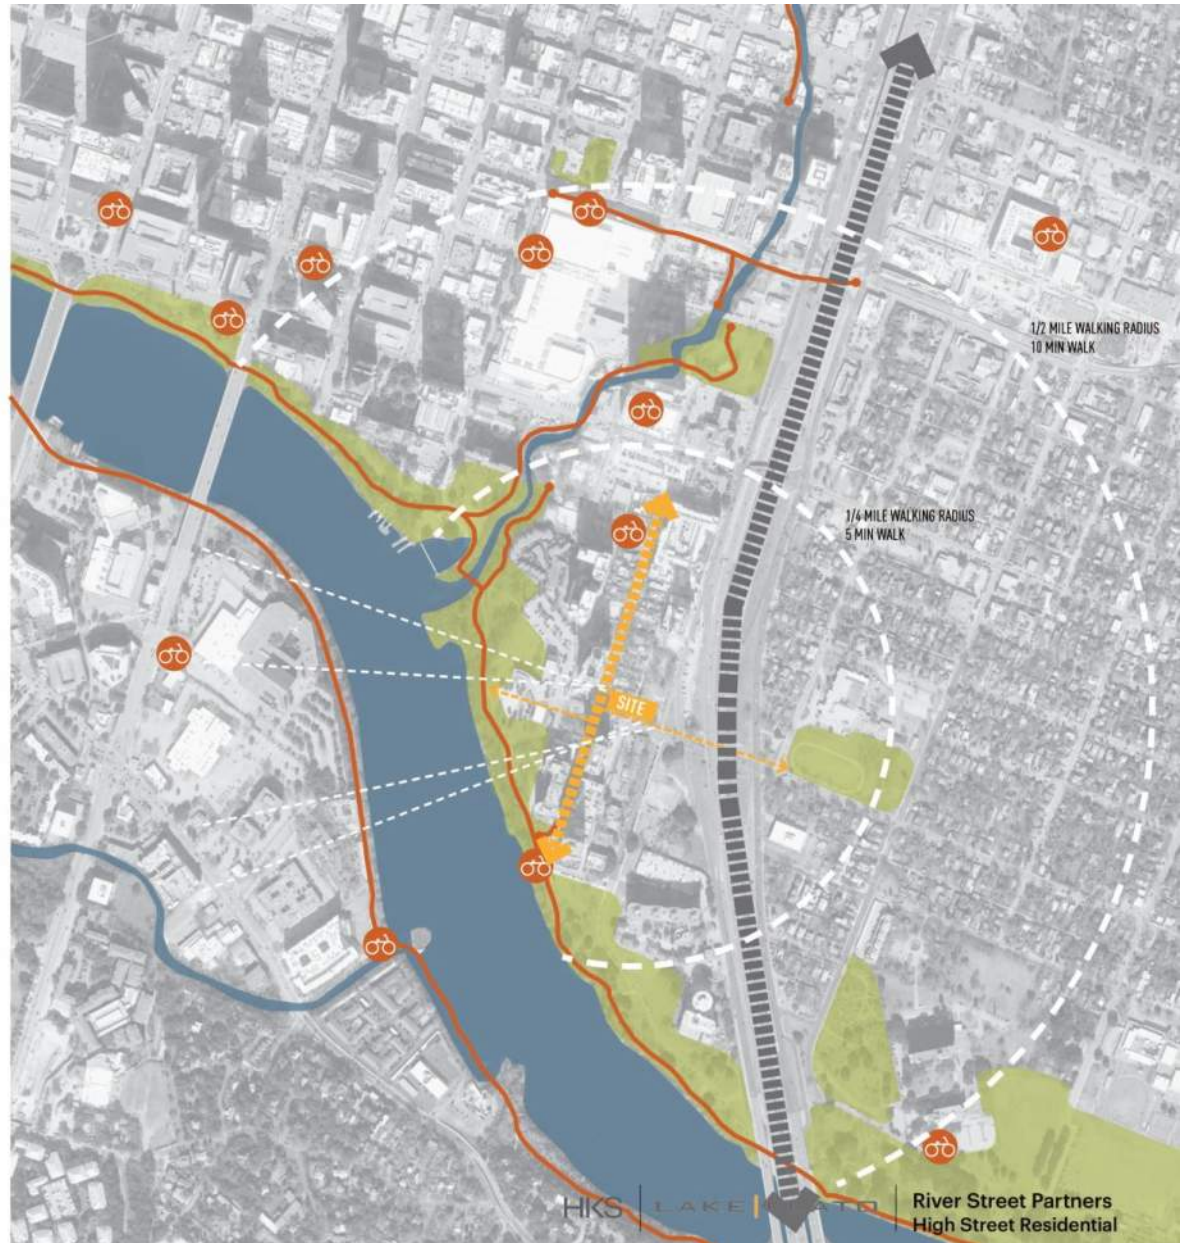 1/2 MILE WALKING RADIUS
10 MIN WALK
1/4 MILE WALKING RADIUS
5 MIN WALK
SITE
HKS
LAKE
River Street Partners
High Street Residential